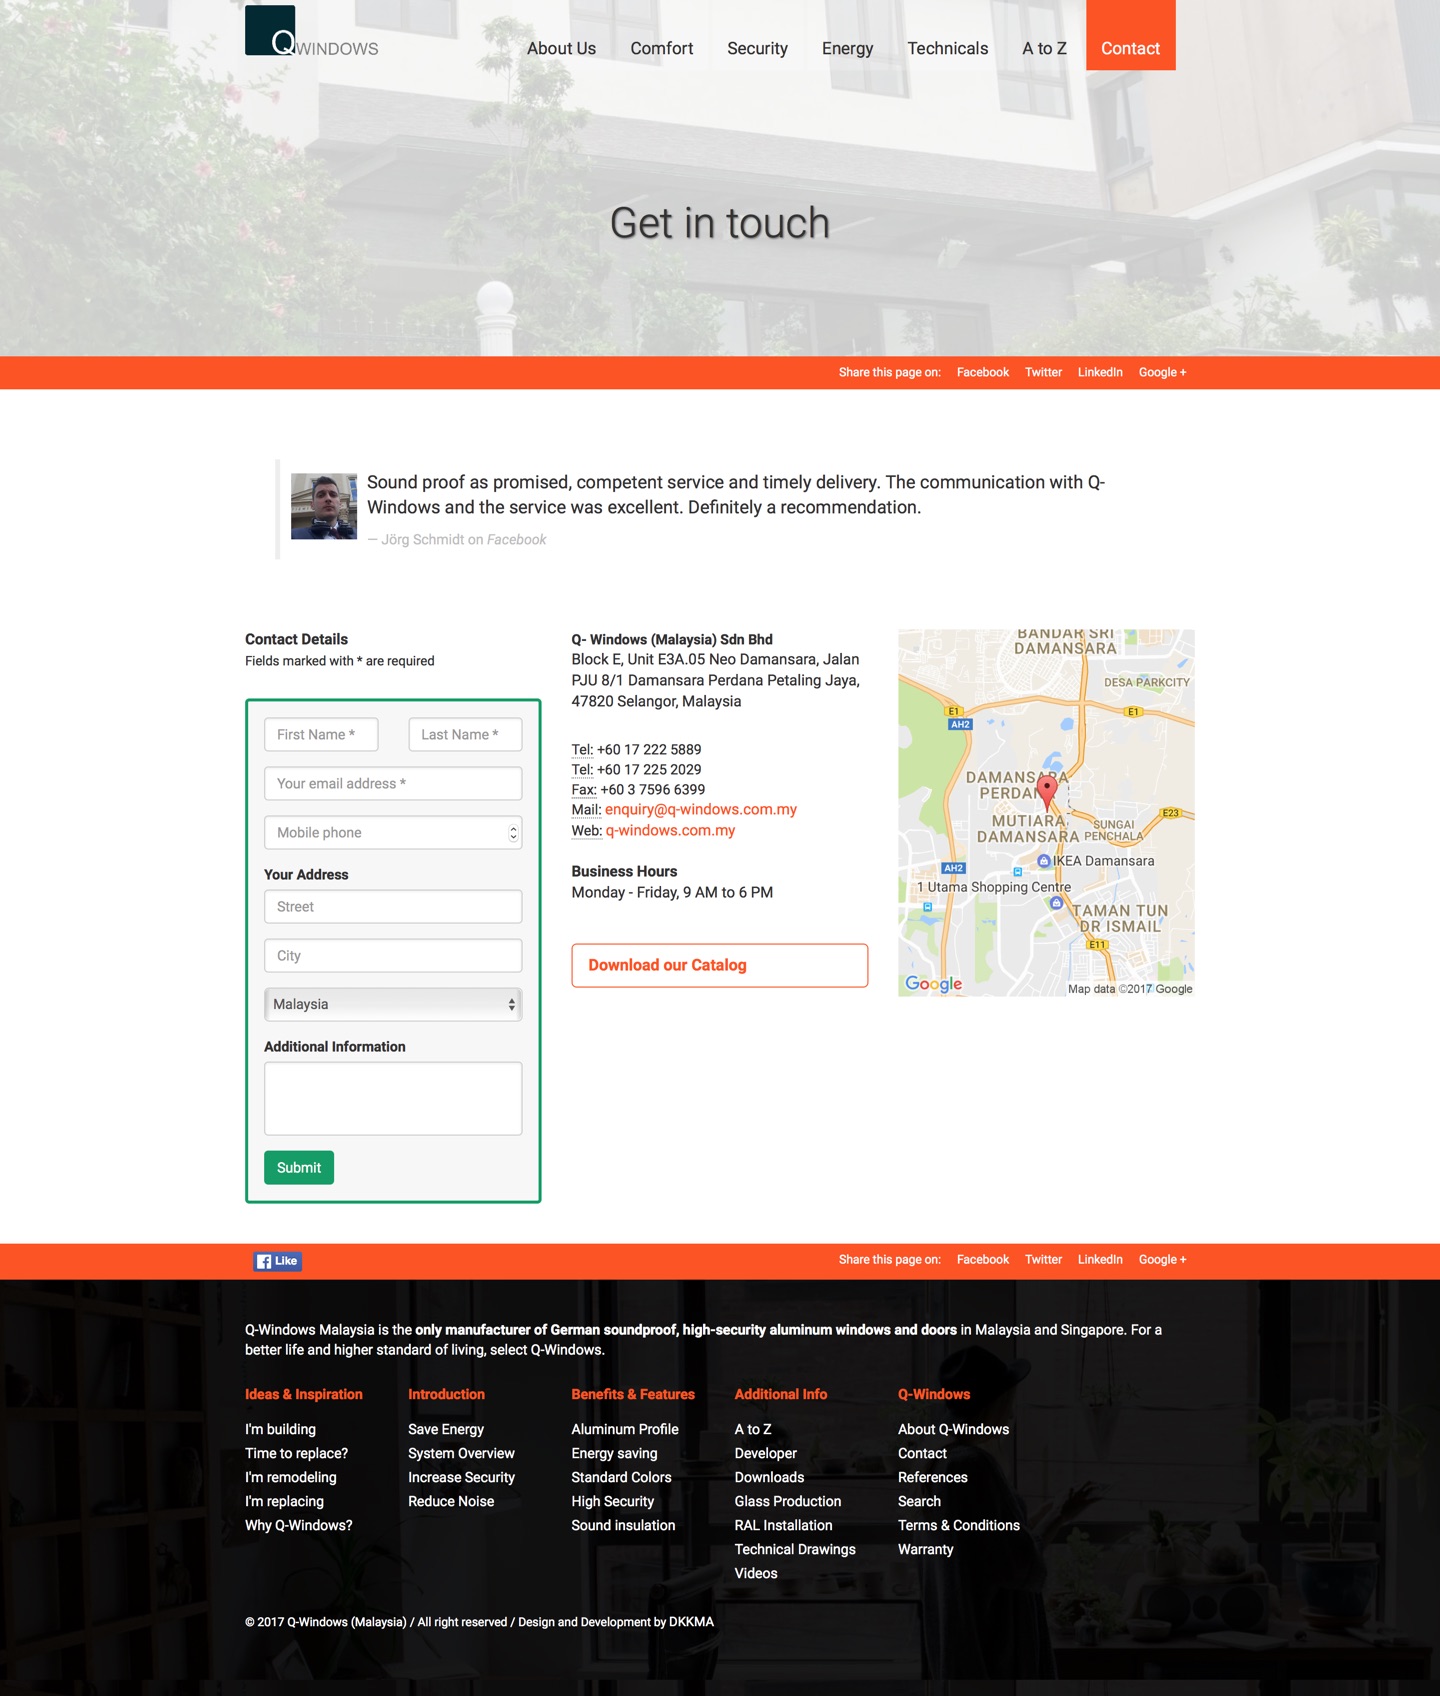 QWINDOWS
About Us Comfort Security Energy Technicals A to Z Contact
Get in touch
Share this page on: Facebook Twitter LinkedIn Google +
Sound proof as promised, competent service and timely delivery. The communication with Q-
Windows and the service was excellent. Definitely a recommendation.
— Jörg Schmidt on Facebook
Contact Details
Fields marked with * are required
First Name * Last Name *
Your email address *
Mobile phone
Your Address
Street
City
Malaysia
Additional Information
Submit
Q- Windows (Malaysia) Sdn Bhd
Block E, Unit E3A.05 Neo Damansara, Jalan
PJU 8/1 Damansara Perdana Petaling Jaya,
47820 Selangor, Malaysia
Tel: +60 17 222 5889
Tel: +60 17 225 2029
Fax: +60 3 7596 6399
Mail: enquiry@q-windows.com.my
Web: q-windows.com.my
Business Hours
Monday - Friday, 9 AM to 6 PM
Download our Catalog
BANDAR SRI
DAMANSARA
DESA PARKCITY
E1 E1
AH2
DAMANSARA
PERDANA
MUTIARA
DAMANSARA
SUNGAI
PENCHALA
E23
IKEA Damansara
AH2
1 Utama Shopping Centre
TAMAN TUN
DR ISMAIL
E11
Google
Map data ©2017 Google
Like
Share this page on: Facebook Twitter LinkedIn Google +
Q-Windows Malaysia is the only manufacturer of German soundproof, high-security aluminum windows and doors in Malaysia and Singapore. For a
better life and higher standard of living, select Q-Windows.
Ideas & Inspiration
I'm building
Time to replace?
I'm remodeling
I'm replacing
Why Q-Windows?
Introduction
Save Energy
System Overview
Increase Security
Reduce Noise
Benefits & Features
Aluminum Profile
Energy saving
Standard Colors
High Security
Sound insulation
Additional Info
A to Z
Developer
Downloads
Glass Production
RAL Installation
Technical Drawings
Videos
Q-Windows
About Q-Windows
Contact
References
Search
Terms & Conditions
Warranty
© 2017 Q-Windows (Malaysia) / All right reserved / Design and Development by DKKMA